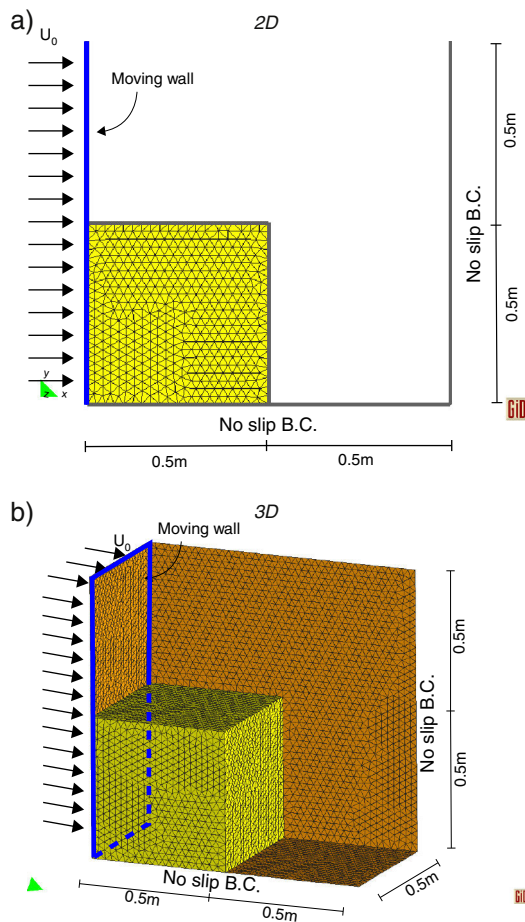 a)
2D
U0
Moving wall
0.5m
No slip B.C.
0.5m
y
z x
GiD
No slip B.C.
0.5m
0.5m
b)
3D
U0
Moving wall
0.5m
No slip B.C.
0.5m
No slip B.C.
0.5m
0.5m
0.5m